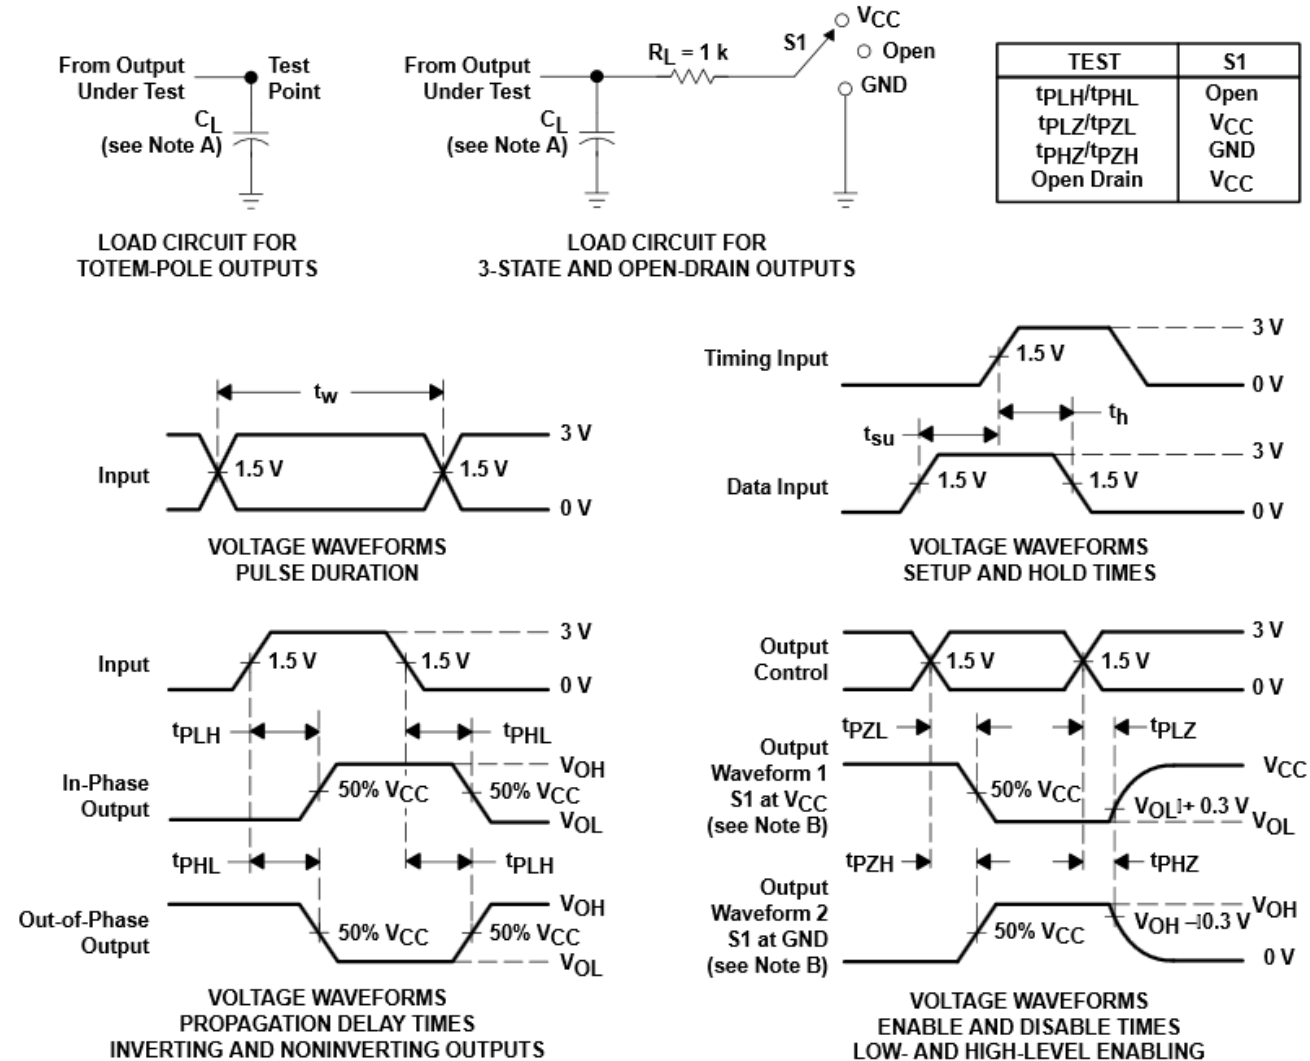 From Output
Under Test
Test
Point
CL
(see Note A)
LOAD CIRCUIT FOR
TOTEM-POLE OUTPUTS
From Output
Under Test
RL = 1 k
S1
VCC
Open
GND
CL
(see Note A)
LOAD CIRCUIT FOR
3-STATE AND OPEN-DRAIN OUTPUTS
TEST S1
tPLH/tPHL Open
tPLZ/tPZL VCC
tPHZ/tPZH GND
Open Drain VCC
tw
Input
1.5 V
1.5 V
3 V
0 V
VOLTAGE WAVEFORMS
PULSE DURATION
Timing Input
1.5 V
3 V
0 V
tsu
th
Data Input
1.5 V
1.5 V
3 V
0 V
VOLTAGE WAVEFORMS
SETUP AND HOLD TIMES
Input
1.5 V
1.5 V
3 V
0 V
tPLH
tPHL
In-Phase
Output
50% VCC
50% VCC
VOH
VOL
tPHL
tPLH
Out-of-Phase
Output
50% VCC
50% VCC
VOH
VOL
VOLTAGE WAVEFORMS
PROPAGATION DELAY TIMES
INVERTING AND NONINVERTING OUTPUTS
Output
Control
1.5 V
1.5 V
3 V
0 V
tPZL
tPLZ
Output
Waveform 1
S1 at VCC
(see Note B)
50% VCC
VOL + 0.3 V
VCC
VOL
tPZH
tPHZ
Output
Waveform 2
S1 at GND
(see Note B)
50% VCC
VOH – 0.3 V
VOH
0 V
VOLTAGE WAVEFORMS
ENABLE AND DISABLE TIMES
LOW- AND HIGH-LEVEL ENABLING